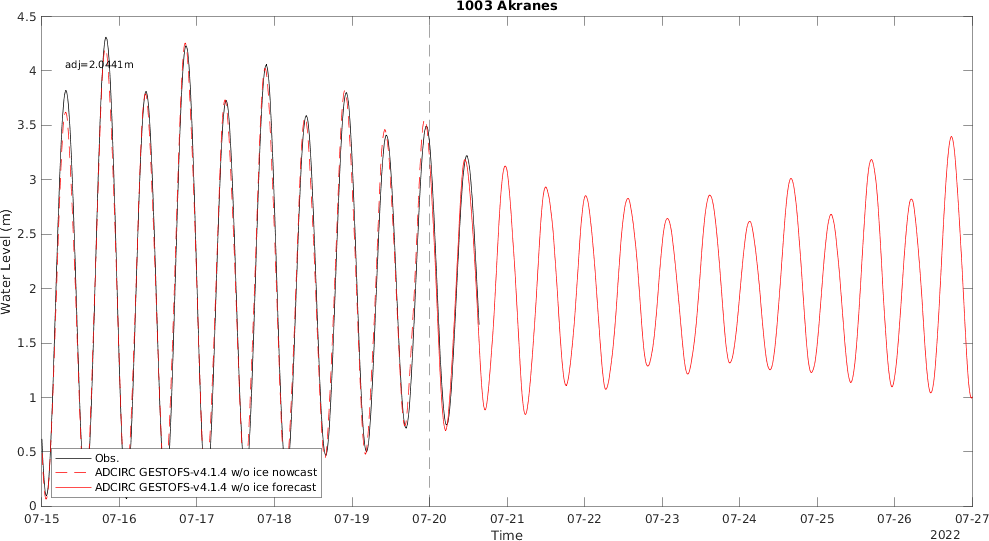 1003 Akranes
adj=2.0441m
Water Level (m)
4.5
4
3.5
3
2.5
2
1.5
1
0.5
0
Obs.
ADCIRC GESTOFS-v4.1.4 w/o ice nowcast
ADCIRC GESTOFS-v4.1.4 w/o ice forecast
07-15 07-16 07-17 07-18 07-19 07-20 07-21 07-22 07-23 07-24 07-25 07-26 07-27
Time
2022